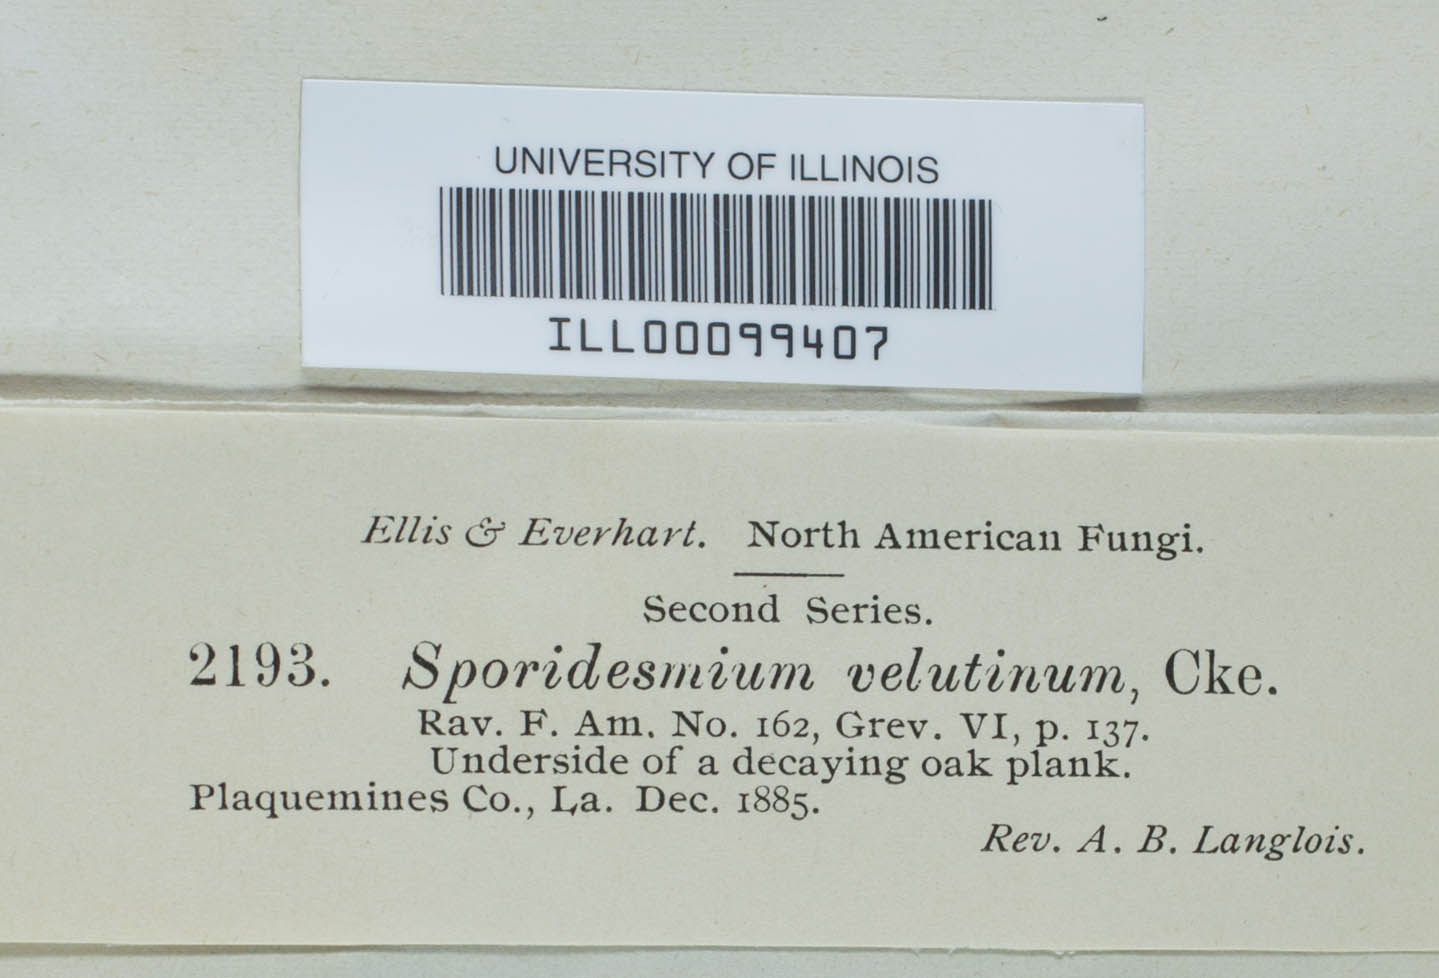 UNIVERSITY OF ILLINOIS
ILL00099407
Ellis & Everhart. North American Fungi.
Second Series.
2193. Sporidesmium velutinum, Cke.
Rav. F. Am. No. 162, Grev. VI, p. 137.
Underside of a decaying oak plank.
Plaquemines Co., La. Dec. 1885.
Rev. A. B. Langlois.